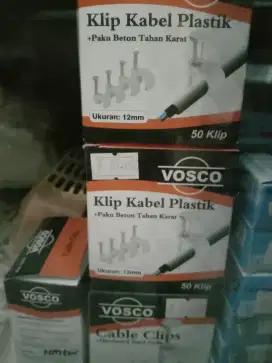 Klip Kabel Plastik
+Paku Beton Tahan Karat
Ukuran: 12mm
50 Klip
VOSCO
Klip Kabel Plastik
+Paku Beton Tahan Karat
Ukuran: 12mm
50 Klip
VOSCO
VOSCO
Cable Clips